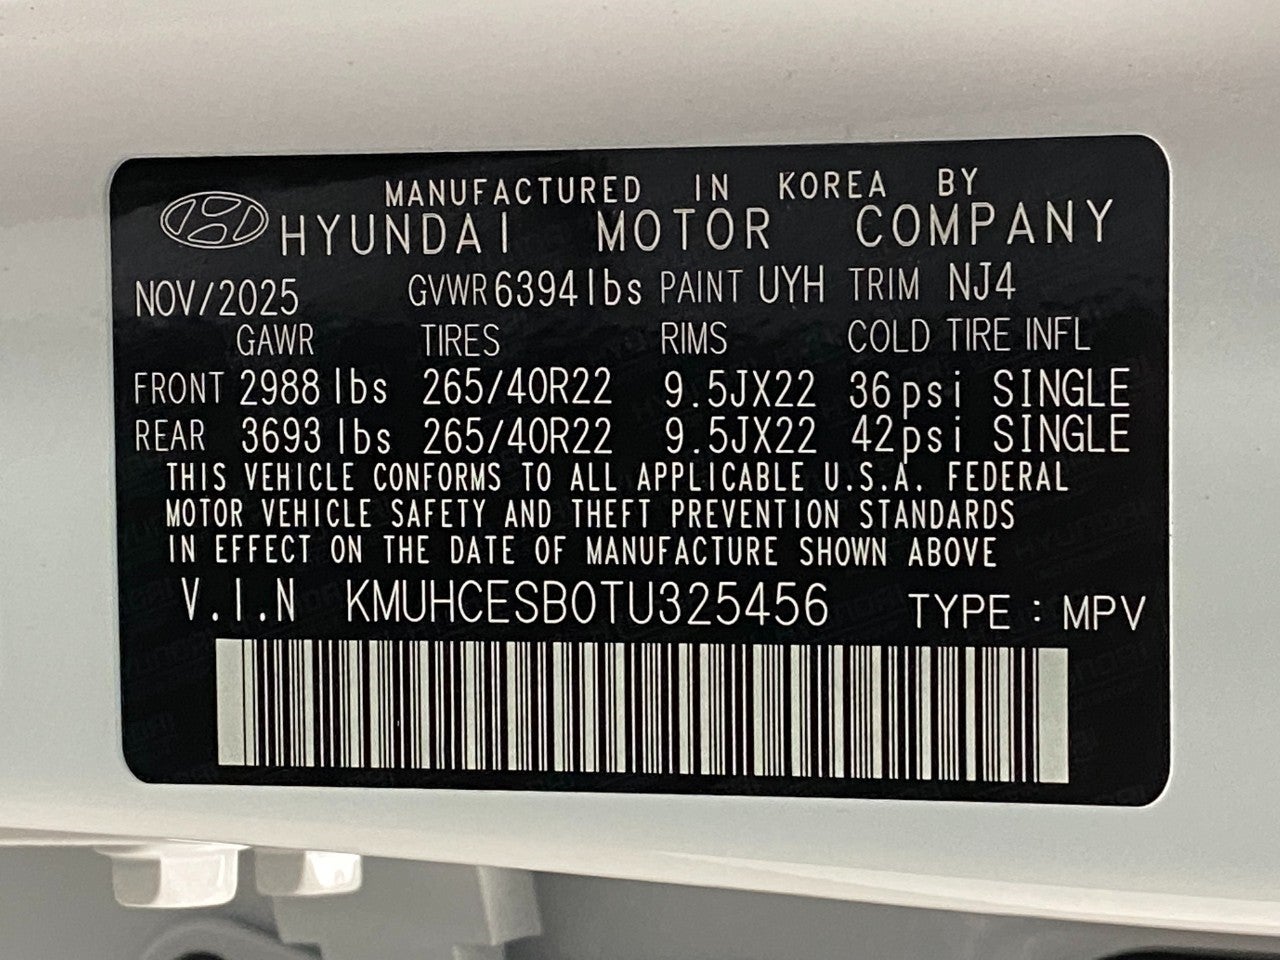 MANUFACTURED IN KOREA BY
HYUNDAI MOTOR COMPANY
NOV/2025 GVWR 6394 lbs PAINT UYH TRIM NJ4
GAWR TIRES RIMS COLD TIRE INFL
FRONT 2988 lbs 265/40R22 9.5JX22 36psi SINGLE
REAR 3693 lbs 265/40R22 9.5JX22 42psi SINGLE
THIS VEHICLE CONFORMS TO ALL APPLICABLE U.S.A. FEDERAL
MOTOR VEHICLE SAFETY AND THEFT PREVENTION STANDARDS
IN EFFECT ON THE DATE OF MANUFACTURE SHOWN ABOVE
V.I.N KMUHCESB0TU325456 TYPE : MPV